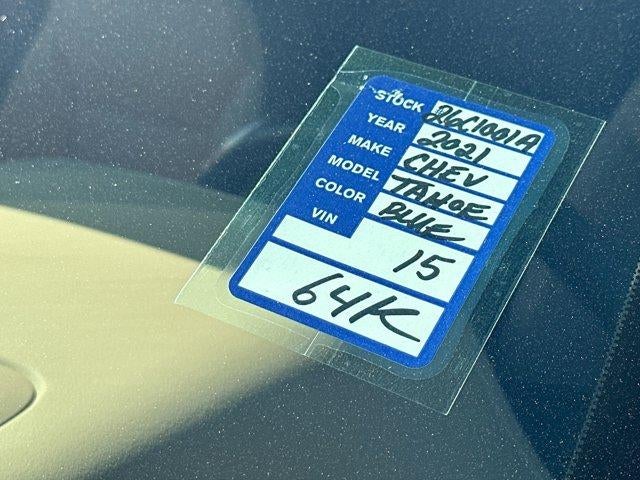 STOCK 26C1001A
YEAR 2021
MAKE CHEV
MODEL TAHOE
COLOR BLUE
VIN
15
64K